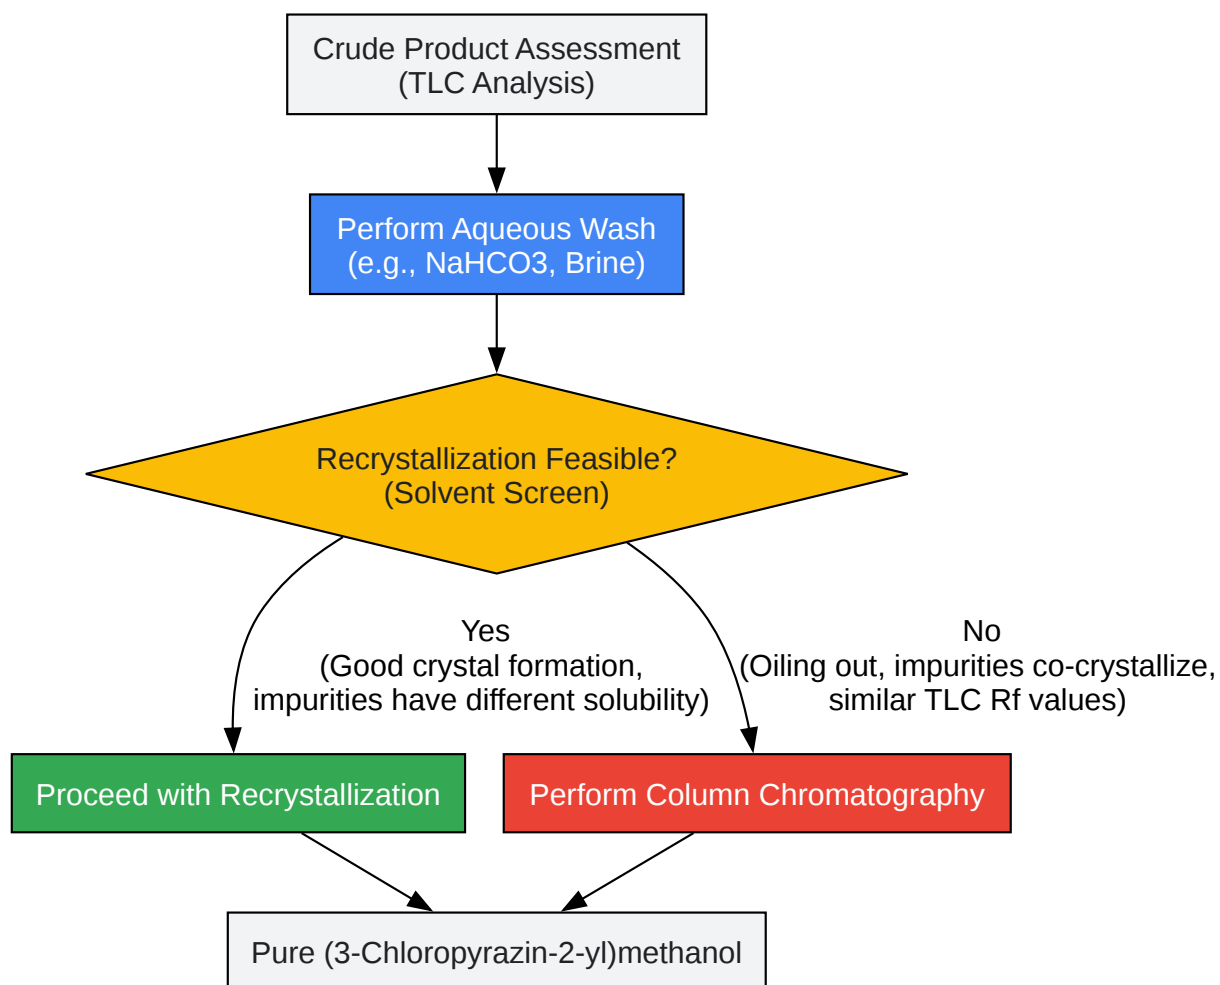 Crude Product Assessment
(TLC Analysis)
Perform Aqueous Wash
(e.g., NaHCO3, Brine)
Recrystallization Feasible?
(Solvent Screen)
Yes
(Good crystal formation,
impurities have different solubility)
No
(Oiling out, impurities co-crystallize,
similar TLC Rf values)
Proceed with Recrystallization
Perform Column Chromatography
Pure (3-Chloropyrazin-2-yl)methanol